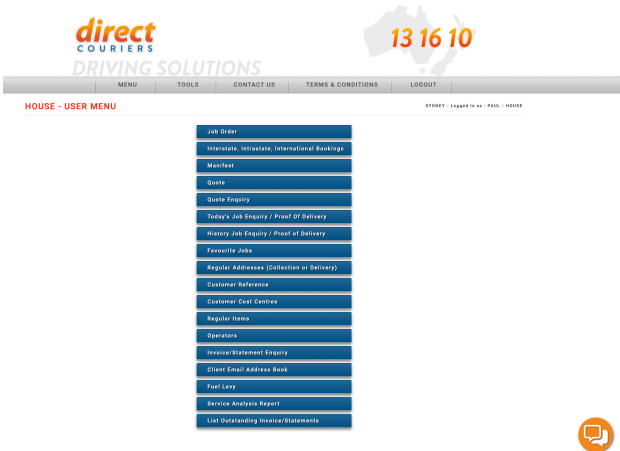 direct
COURIERS
DRIVING SOLUTIONS
13 16 10
MENU TOOLS CONTACT US TERMS & CONDITIONS LOGOUT
HOUSE - USER MENU
SYDNEY - Logged in as : PAUL - HOUSE
Job Order
Interstate, Intrastate, International Bookings
Manifest
Quote
Quote Enquiry
Today's Job Enquiry / Proof Of Delivery
History Job Enquiry / Proof of Delivery
Favourite Jobs
Regular Addresses (Collection or Delivery)
Customer Reference
Customer Cost Centres
Regular Items
Operators
Invoice/Statement Enquiry
Client Email Address Book
Fuel Levy
Service Analysis Report
List Outstanding Invoice/Statements